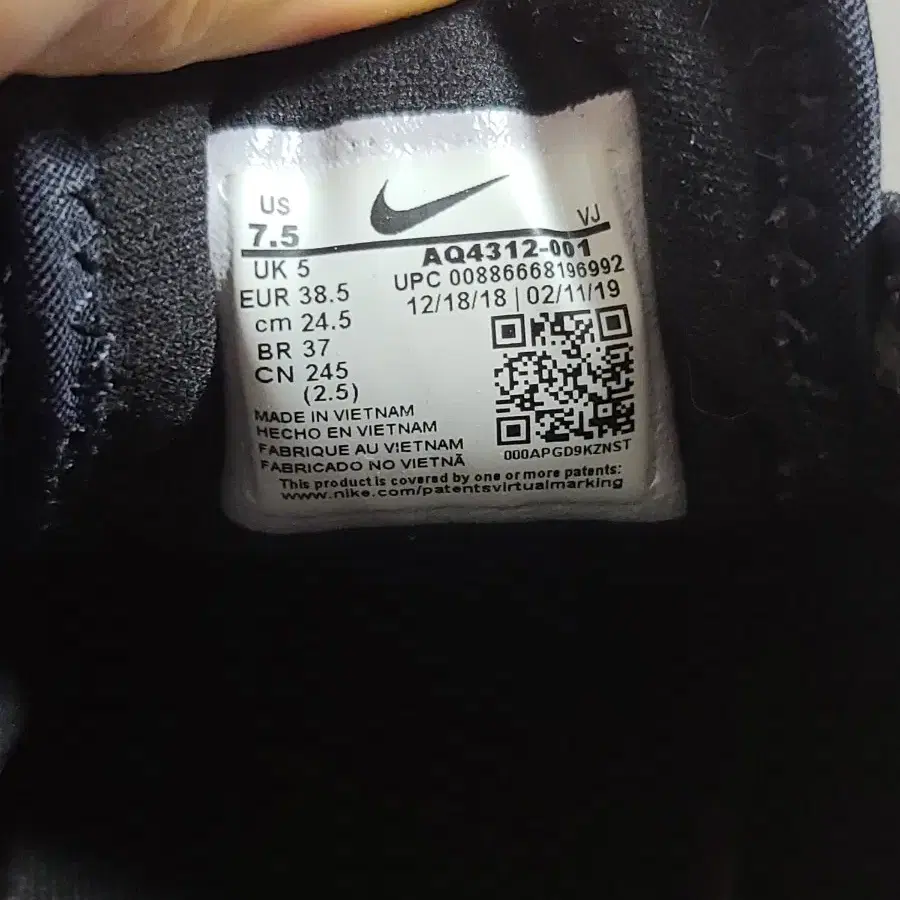 US
7.5
VJ
AQ4312-001
UPC 00886668196992
12/18/18 | 02/11/19
UK 5
EUR 38.5
cm 24.5
BR 37
CN 245
(2.5)
MADE IN VIETNAM
HECHO EN VIETNAM
FABRIQUE AU VIETNAM
FABRICADO NO VIETNÃ
000APGD9KZNST
This product is covered by one or more patents:
www.nike.com/patentsvirtualmarking